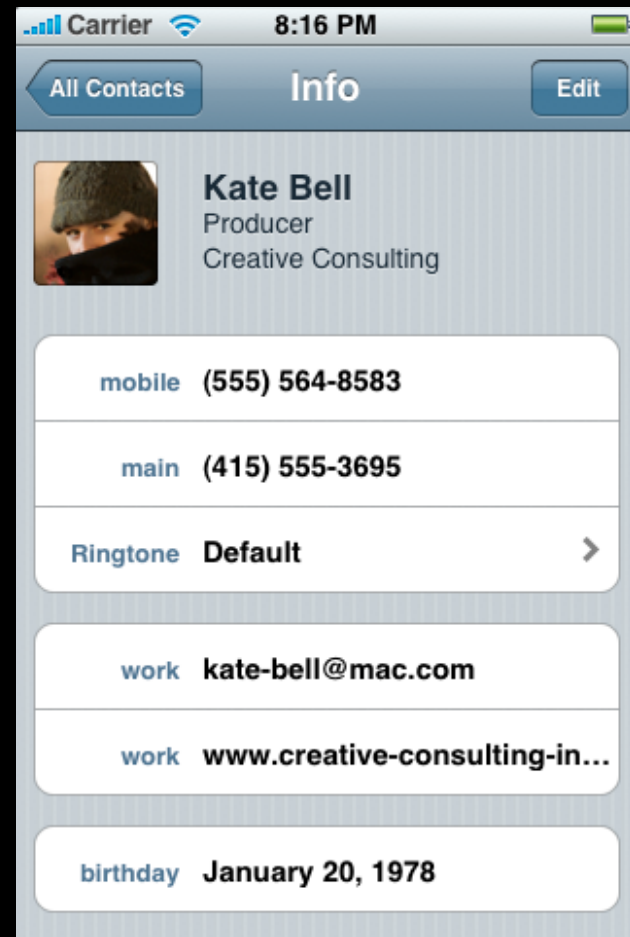 Carrier 8:16 PM
All Contacts Info Edit
Kate Bell
Producer
Creative Consulting
mobile (555) 564-8583
main (415) 555-3695
Ringtone Default
work kate-bell@mac.com
work www.creative-consulting-in...
birthday January 20, 1978